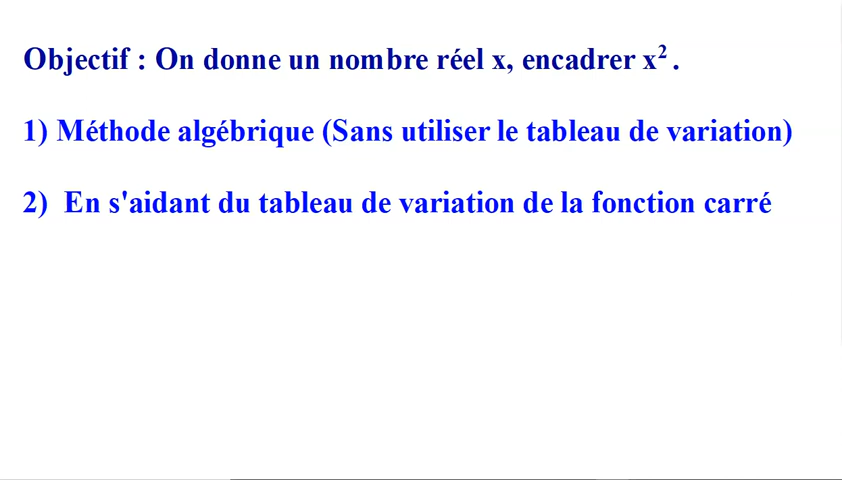 Objectif : On donne un nombre réel x, encadrer x².
1) Méthode algébrique (Sans utiliser le tableau de variation)
2) En s'aidant du tableau de variation de la fonction carré